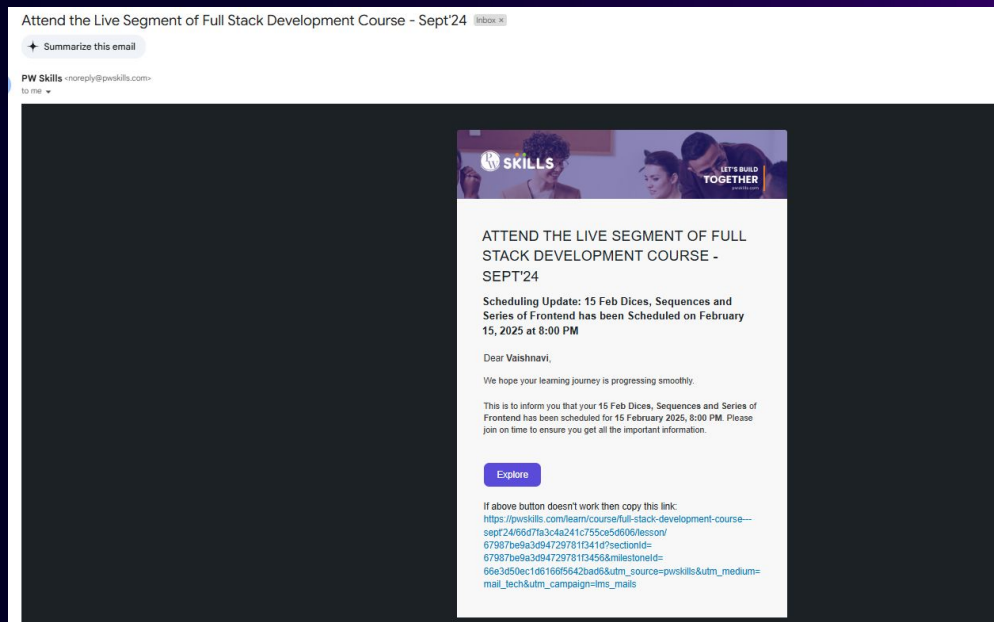 Attend the Live Segment of Full Stack Development Course - Sept'24 Inbox ×
Summarize this email
PW Skills <noreply@pwskills.com>
to me
PW SKILLS
LET'S BUILD
TOGETHER
pwskills.com
ATTEND THE LIVE SEGMENT OF FULL
STACK DEVELOPMENT COURSE -
SEPT'24
Scheduling Update: 15 Feb Dices, Sequences and
Series of Frontend has been Scheduled on February
15, 2025 at 8:00 PM
Dear Vaishnavi,
We hope your learning journey is progressing smoothly.
This is to inform you that your 15 Feb Dices, Sequences and Series of
Frontend has been scheduled for 15 February 2025, 8:00 PM. Please
join on time to ensure you get all the important information.
Explore
If above button doesn't work then copy this link:
https://pwskills.com/learn/course/full-stack-development-course---
sept'24/66d7fa3c4a241c755ce5d606/lesson/
67987be9a3d94729781f341d?sectionId=
67987be9a3d94729781f3456&milestoneId=
66e3d50ec1d6166f5642bad6&utm_source=pwskills&utm_medium=
mail_tech&utm_campaign=lms_mails